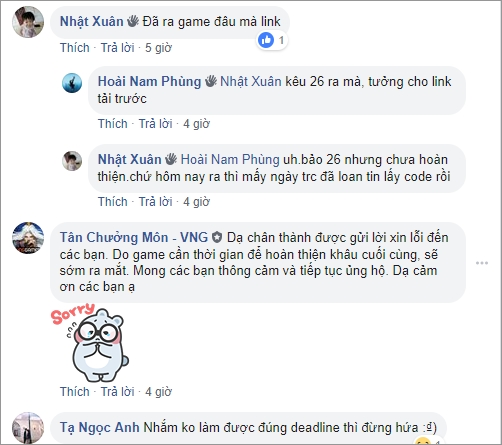 Nhật Xuân Đã ra game đâu mà link
1
Thích · Trả lời · 5 giờ
Hoài Nam Phùng Nhật Xuân kêu 26 ra mà, tưởng cho link
tải trước
Thích · Trả lời · 4 giờ
Nhật Xuân Hoài Nam Phùng uh.bảo 26 nhưng chưa hoàn
thiện.chứ hôm nay ra thì mấy ngày trc đã loan tin lấy code rồi
Thích · Trả lời · 4 giờ
Tân Chưởng Môn - VNG Dạ chân thành được gửi lời xin lỗi đến
các bạn. Do game cần thời gian để hoàn thiện khâu cuối cùng, sẽ
sớm ra mắt. Mong các bạn thông cảm và tiếp tục ủng hộ. Dạ cảm
ơn các bạn ạ
Sorry
Thích · Trả lời · 4 giờ
Tạ Ngọc Anh Nhắm ko làm được đúng deadline thì đừng hứa :₫)